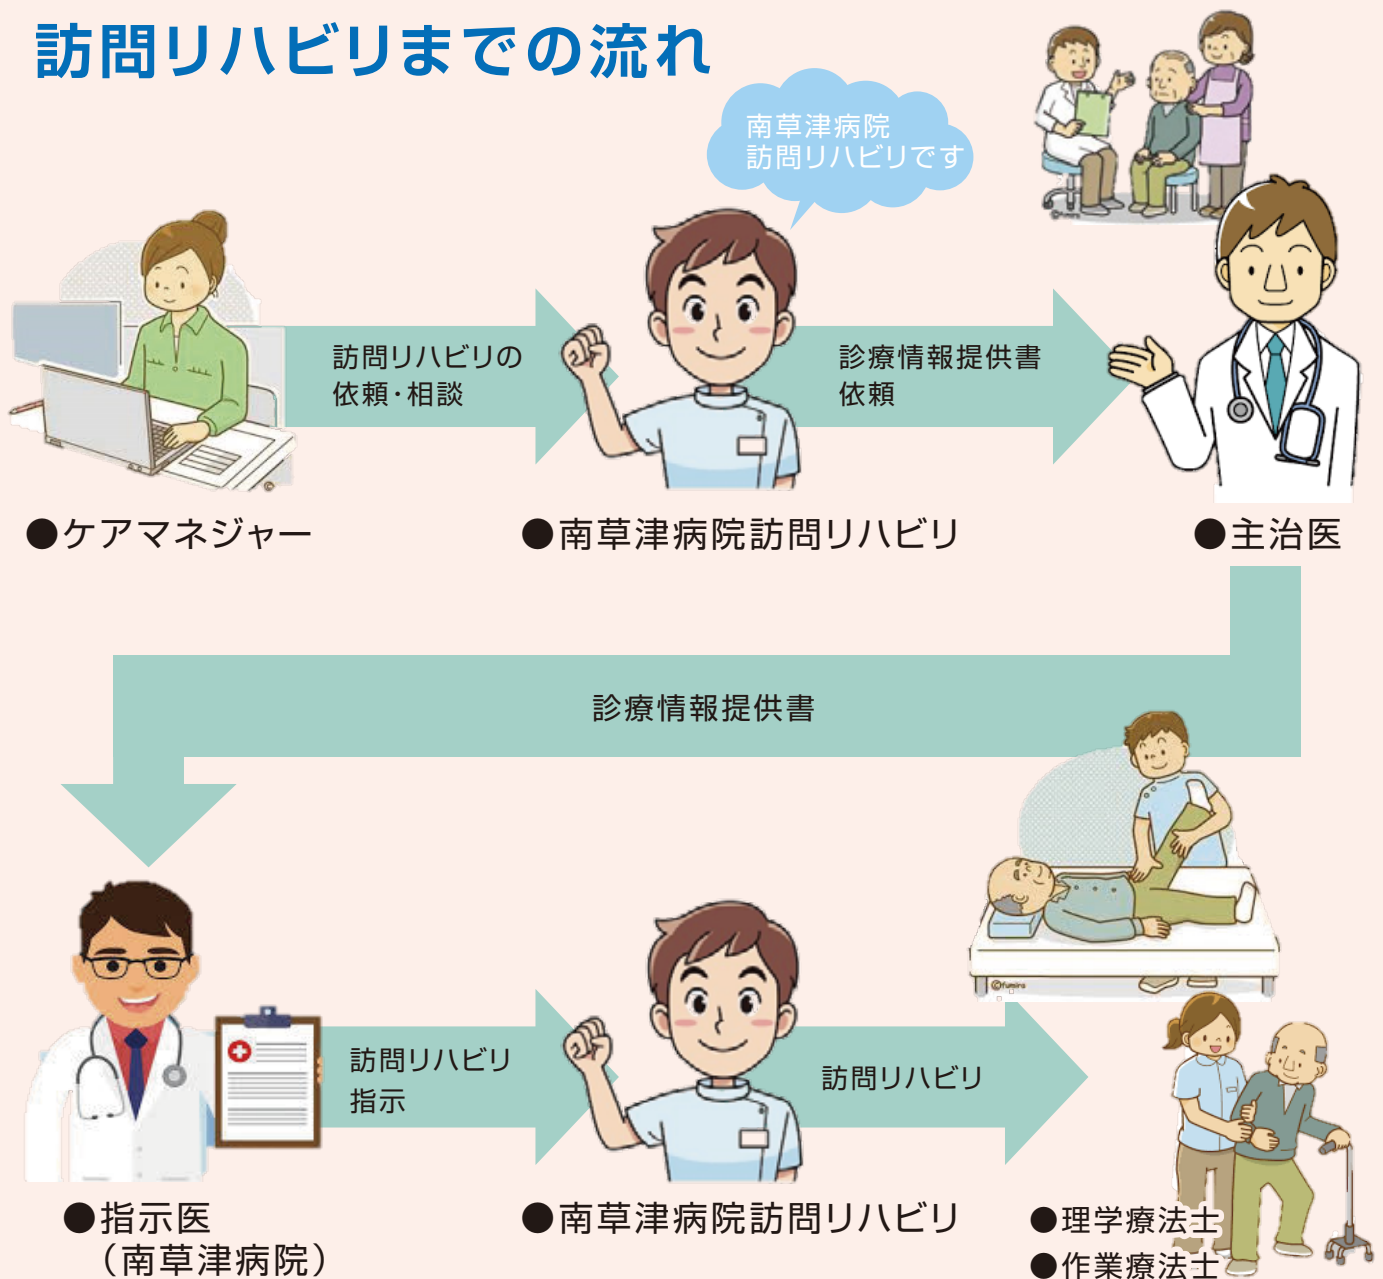 訪問リハビリまでの流れ
南草津病院
訪問リハビリです
©fumira
訪問リハビリの
依頼・相談
診療情報提供書
依頼
●ケアマネジャー
●南草津病院訪問リハビリ
●主治医
診療情報提供書
©fumira
訪問リハビリ
指示
訪問リハビリ
●指示医
（南草津病院）
●南草津病院訪問リハビリ
●理学療法士
●作業療法士